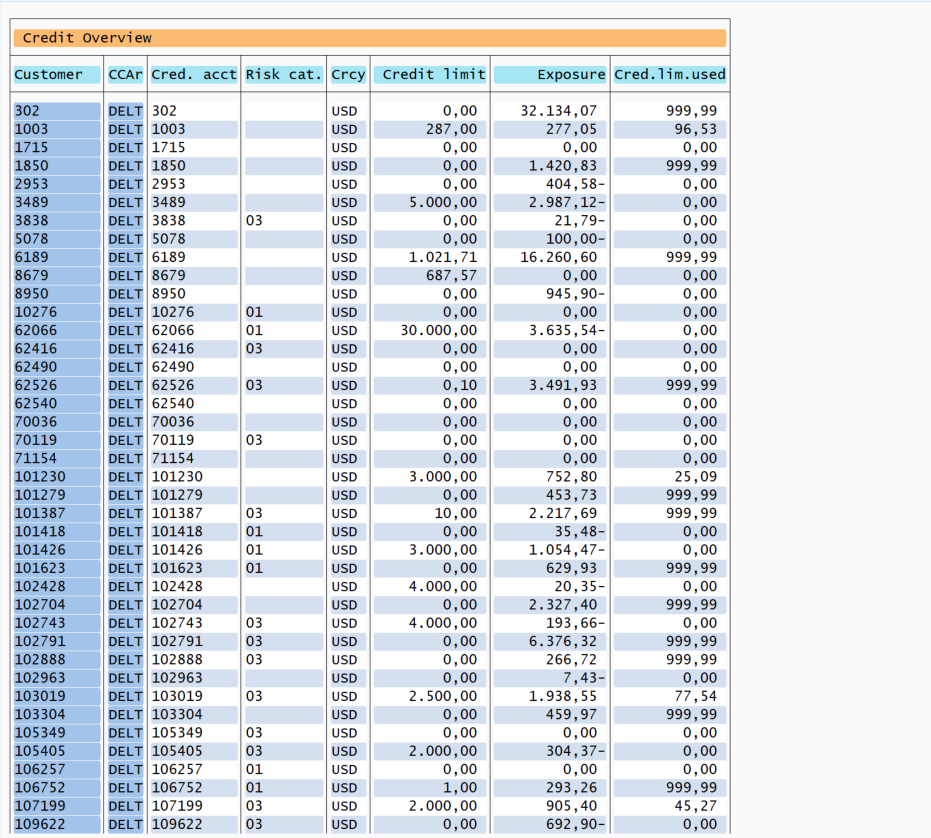 Credit Overview
Customer CCAr Cred. acct Risk cat. Crcy Credit limit Exposure Cred.lim.used
302 DELT 302 USD 0,00 32.134,07 999,99
1003 DELT 1003 USD 287,00 277,05 96,53
1715 DELT 1715 USD 0,00 0,00 0,00
1850 DELT 1850 USD 0,00 1.420,83 999,99
2953 DELT 2953 USD 0,00 404,58- 0,00
3489 DELT 3489 USD 5.000,00 2.987,12- 0,00
3838 DELT 3838 03 USD 0,00 21,79- 0,00
5078 DELT 5078 USD 0,00 100,00- 0,00
6189 DELT 6189 USD 1.021,71 16.260,60 999,99
8679 DELT 8679 USD 687,57 0,00 0,00
8950 DELT 8950 USD 0,00 945,90- 0,00
10276 DELT 10276 01 USD 0,00 0,00 0,00
62066 DELT 62066 01 USD 30.000,00 3.635,54- 0,00
62416 DELT 62416 03 USD 0,00 0,00 0,00
62490 DELT 62490 USD 0,00 0,00 0,00
62526 DELT 62526 03 USD 0,10 3.491,93 999,99
62540 DELT 62540 USD 0,00 0,00 0,00
70036 DELT 70036 USD 0,00 0,00 0,00
70119 DELT 70119 03 USD 0,00 0,00 0,00
71154 DELT 71154 USD 0,00 0,00 0,00
101230 DELT 101230 USD 3.000,00 752,80 25,09
101279 DELT 101279 USD 0,00 453,73 999,99
101387 DELT 101387 03 USD 10,00 2.217,69 999,99
101418 DELT 101418 01 USD 0,00 35,48- 0,00
101426 DELT 101426 01 USD 3.000,00 1.054,47- 0,00
101623 DELT 101623 01 USD 0,00 629,93 999,99
102428 DELT 102428 USD 4.000,00 20,35- 0,00
102704 DELT 102704 USD 0,00 2.327,40 999,99
102743 DELT 102743 03 USD 4.000,00 193,66- 0,00
102791 DELT 102791 03 USD 0,00 6.376,32 999,99
102888 DELT 102888 03 USD 0,00 266,72 999,99
102963 DELT 102963 USD 0,00 7,43- 0,00
103019 DELT 103019 03 USD 2.500,00 1.938,55 77,54
103304 DELT 103304 USD 0,00 459,97 999,99
105349 DELT 105349 03 USD 0,00 0,00 0,00
105405 DELT 105405 03 USD 2.000,00 304,37- 0,00
106257 DELT 106257 01 USD 0,00 0,00 0,00
106752 DELT 106752 01 USD 1,00 293,26 999,99
107199 DELT 107199 03 USD 2.000,00 905,40 45,27
109622 DELT 109622 03 USD 0,00 692,90- 0,00